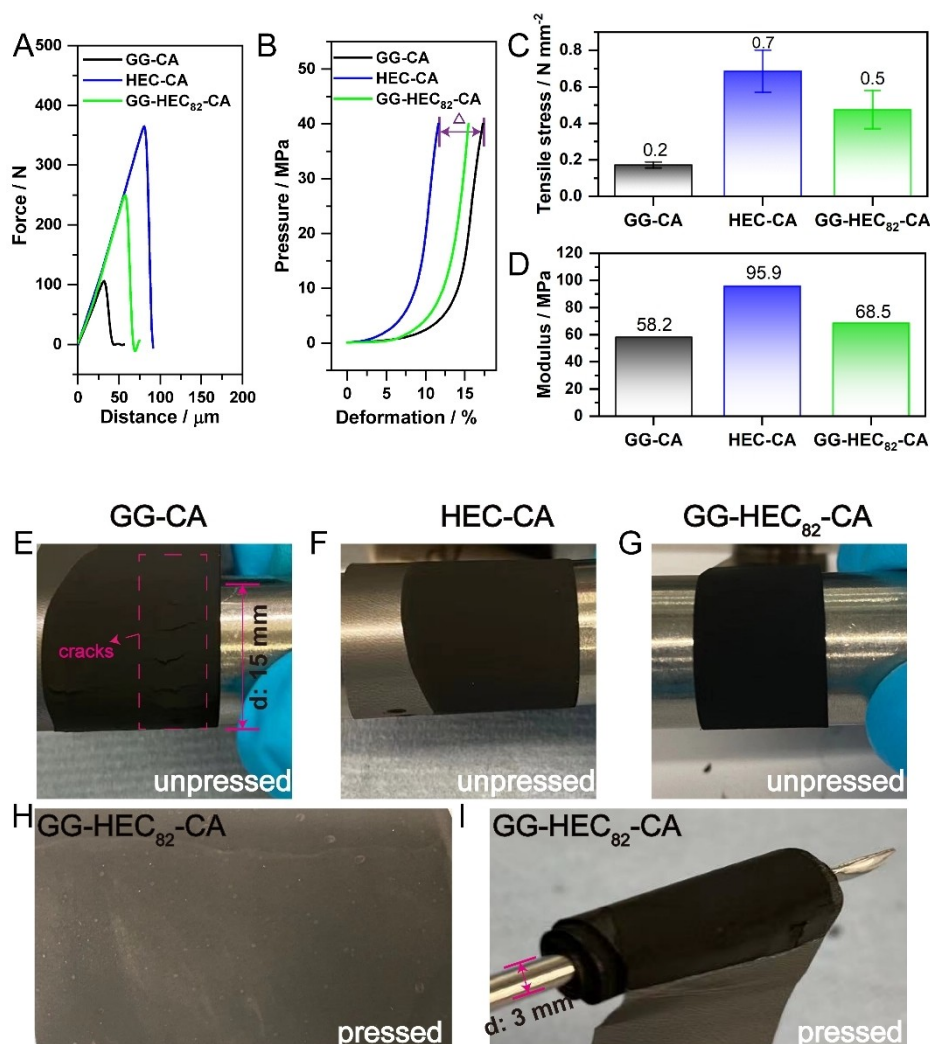 A
500
400
300
200
100
0
Force / N
0 50 100 150 200
Distance / μm
GG-CA
HEC-CA
GG-HEC₈₂-CA
B
50
40
30
20
10
0
Pressure / MPa
0 5 10 15
Deformation / %
GG-CA
HEC-CA
GG-HEC₈₂-CA
△
C
0.8
0.6
0.4
0.2
0.0
Tensile stress / N mm⁻²
0.2
0.7
0.5
GG-CA HEC-CA GG-HEC₈₂-CA
D
120
100
80
60
40
20
0
Modulus / MPa
58.2
95.9
68.5
GG-CA HEC-CA GG-HEC₈₂-CA
GG-CA
E
cracks
d: 15 mm
unpressed
HEC-CA
F
unpressed
GG-HEC₈₂-CA
G
unpressed
H
GG-HEC₈₂-CA
pressed
I
GG-HEC₈₂-CA
d: 3 mm
pressed